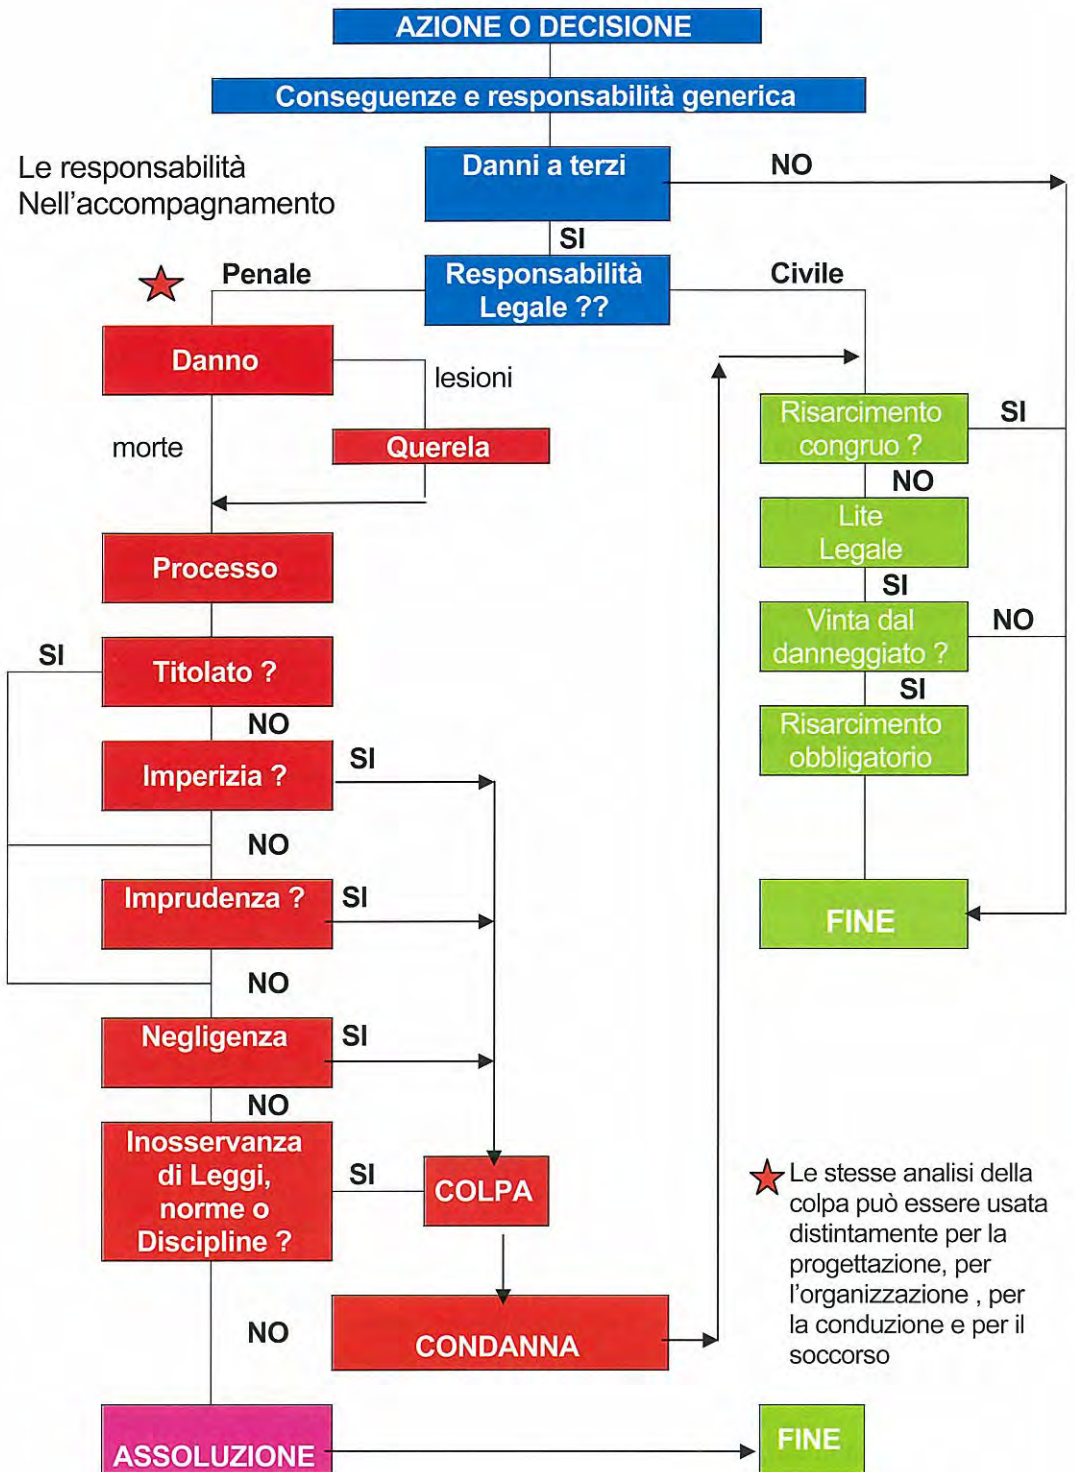 AZIONE O DECISIONE
Conseguenze e responsabilità generica
Le responsabilità
Nell'accompagnamento
Danni a terzi
NO
SI
Penale
Responsabilità
Legale ??
Civile
Danno
lesioni
morte
Querela
Risarcimento
congruo ?
SI
NO
Lite
Legale
Processo
SI
Vinta dal
danneggiato ?
NO
SI
Titolato ?
SI
NO
Risarcimento
obbligatorio
Imperizia ?
SI
NO
Imprudenza ?
SI
FINE
NO
Negligenza
SI
NO
Inosservanza
di Leggi,
norme o
Discipline ?
SI
COLPA
Le stesse analisi della
colpa può essere usata
distintamente per la
progettazione, per
l'organizzazione , per
la conduzione e per il
soccorso
NO
CONDANNA
ASSOLUZIONE
FINE